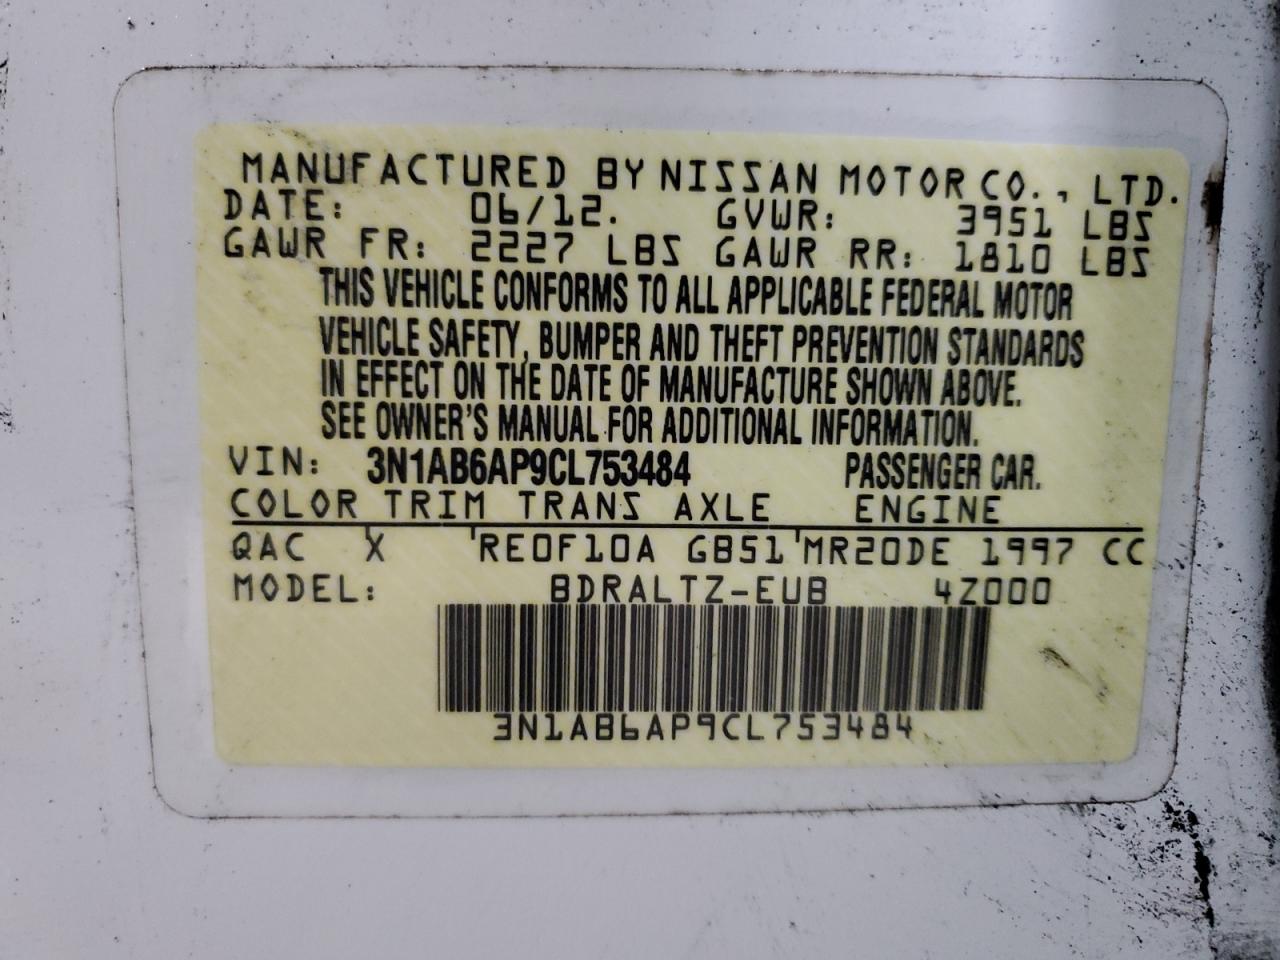 MANUFACTURED BY NISSAN MOTOR CO., LTD.
DATE: 06/12. GVWR: 3951 LBS
GAWR FR: 2227 LBS GAWR RR: 1810 LBS
THIS VEHICLE CONFORMS TO ALL APPLICABLE FEDERAL MOTOR
VEHICLE SAFETY, BUMPER AND THEFT PREVENTION STANDARDS
IN EFFECT ON THE DATE OF MANUFACTURE SHOWN ABOVE.
SEE OWNER'S MANUAL FOR ADDITIONAL INFORMATION.
VIN: 3N1AB6AP9CL753484 PASSENGER CAR.
COLOR TRIM TRANS AXLE ENGINE
QAC X 'RE0F10A GB51'MR20DE 1997 CC
MODEL: BDRALTZ-EUB 4Z000
3N1AB6AP9CL753484